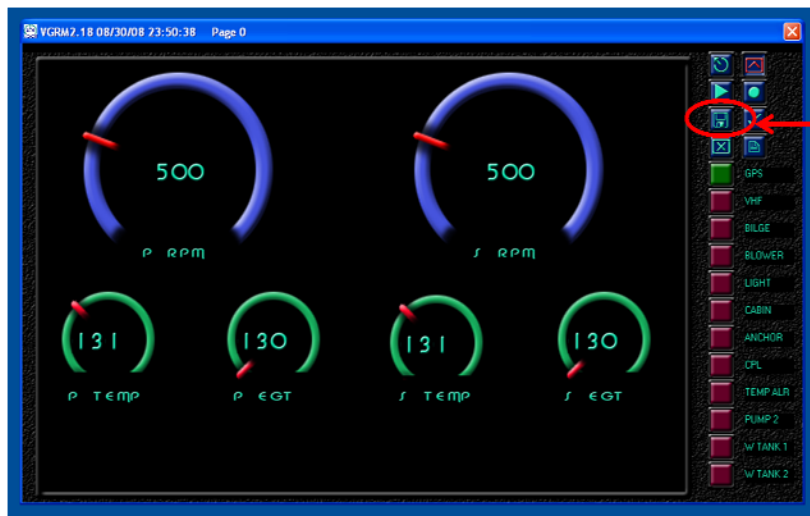 VGRM2.18 08/30/08 23:50:38 Page 0
500
P RPM
500
S RPM
131
P TEMP
130
P EGT
131
S TEMP
130
S EGT
GPS
VHF
BILGE
BLOWER
LIGHT
CABIN
ANCHOR
CPL
TEMP ALR
PUMP 2
W TANK 1
W TANK 2